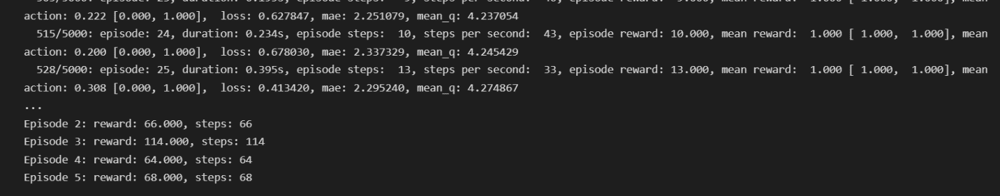 action: 0.222 [0.000, 1.000], loss: 0.627847, mae: 2.251079, mean_q: 4.237054
515/5000: episode: 24, duration: 0.234s, episode steps: 10, steps per second: 43, episode reward: 10.000, mean reward: 1.000 [ 1.000, 1.000], mean
action: 0.200 [0.000, 1.000], loss: 0.678030, mae: 2.337329, mean_q: 4.245429
528/5000: episode: 25, duration: 0.395s, episode steps: 13, steps per second: 33, episode reward: 13.000, mean reward: 1.000 [ 1.000, 1.000], mean
action: 0.308 [0.000, 1.000], loss: 0.413420, mae: 2.295240, mean_q: 4.274867
...
Episode 2: reward: 66.000, steps: 66
Episode 3: reward: 114.000, steps: 114
Episode 4: reward: 64.000, steps: 64
Episode 5: reward: 68.000, steps: 68